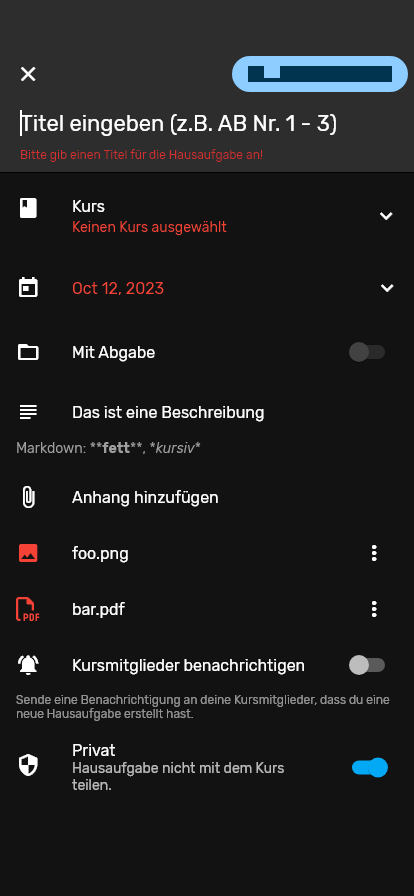 Titel eingeben (z.B. AB Nr. 1 - 3)
Bitte gib einen Titel für die Hausaufgabe an!
Kurs
Keinen Kurs ausgewählt
Oct 12, 2023
Mit Abgabe
Das ist eine Beschreibung
Markdown: **fett**, *kursiv*
Anhang hinzufügen
foo.png
PDF
bar.pdf
Kursmitglieder benachrichtigen
Sende eine Benachrichtigung an deine Kursmitglieder, dass du eine
neue Hausaufgabe erstellt hast.
Privat
Hausaufgabe nicht mit dem Kurs
teilen.